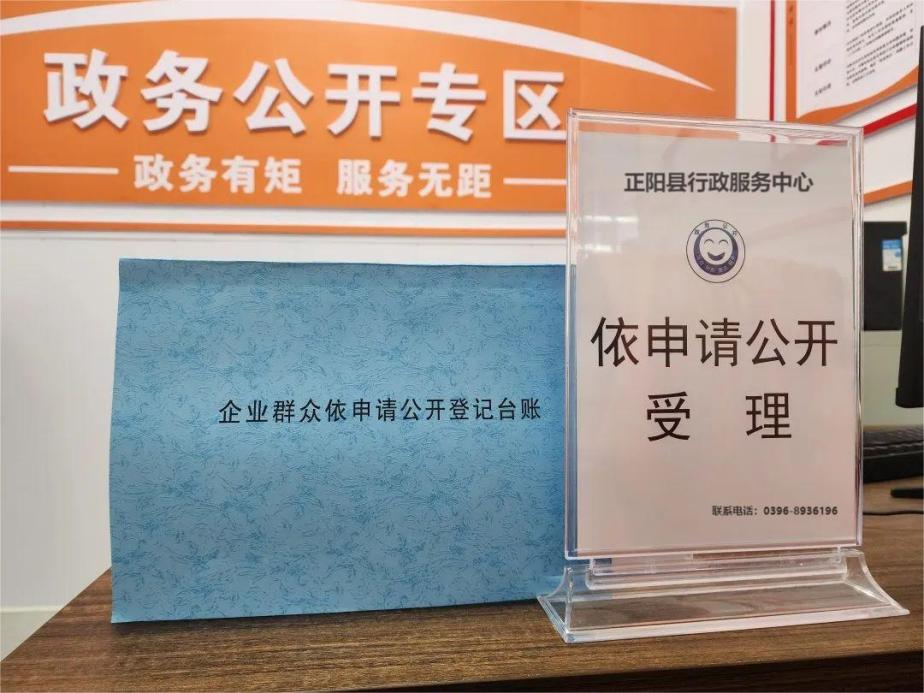 政务公开专区
政务有矩 服务无距
正阳县行政服务中心
依申请公开
受 理
联系电话：0396-8936196
企业群众依申请公开登记台账